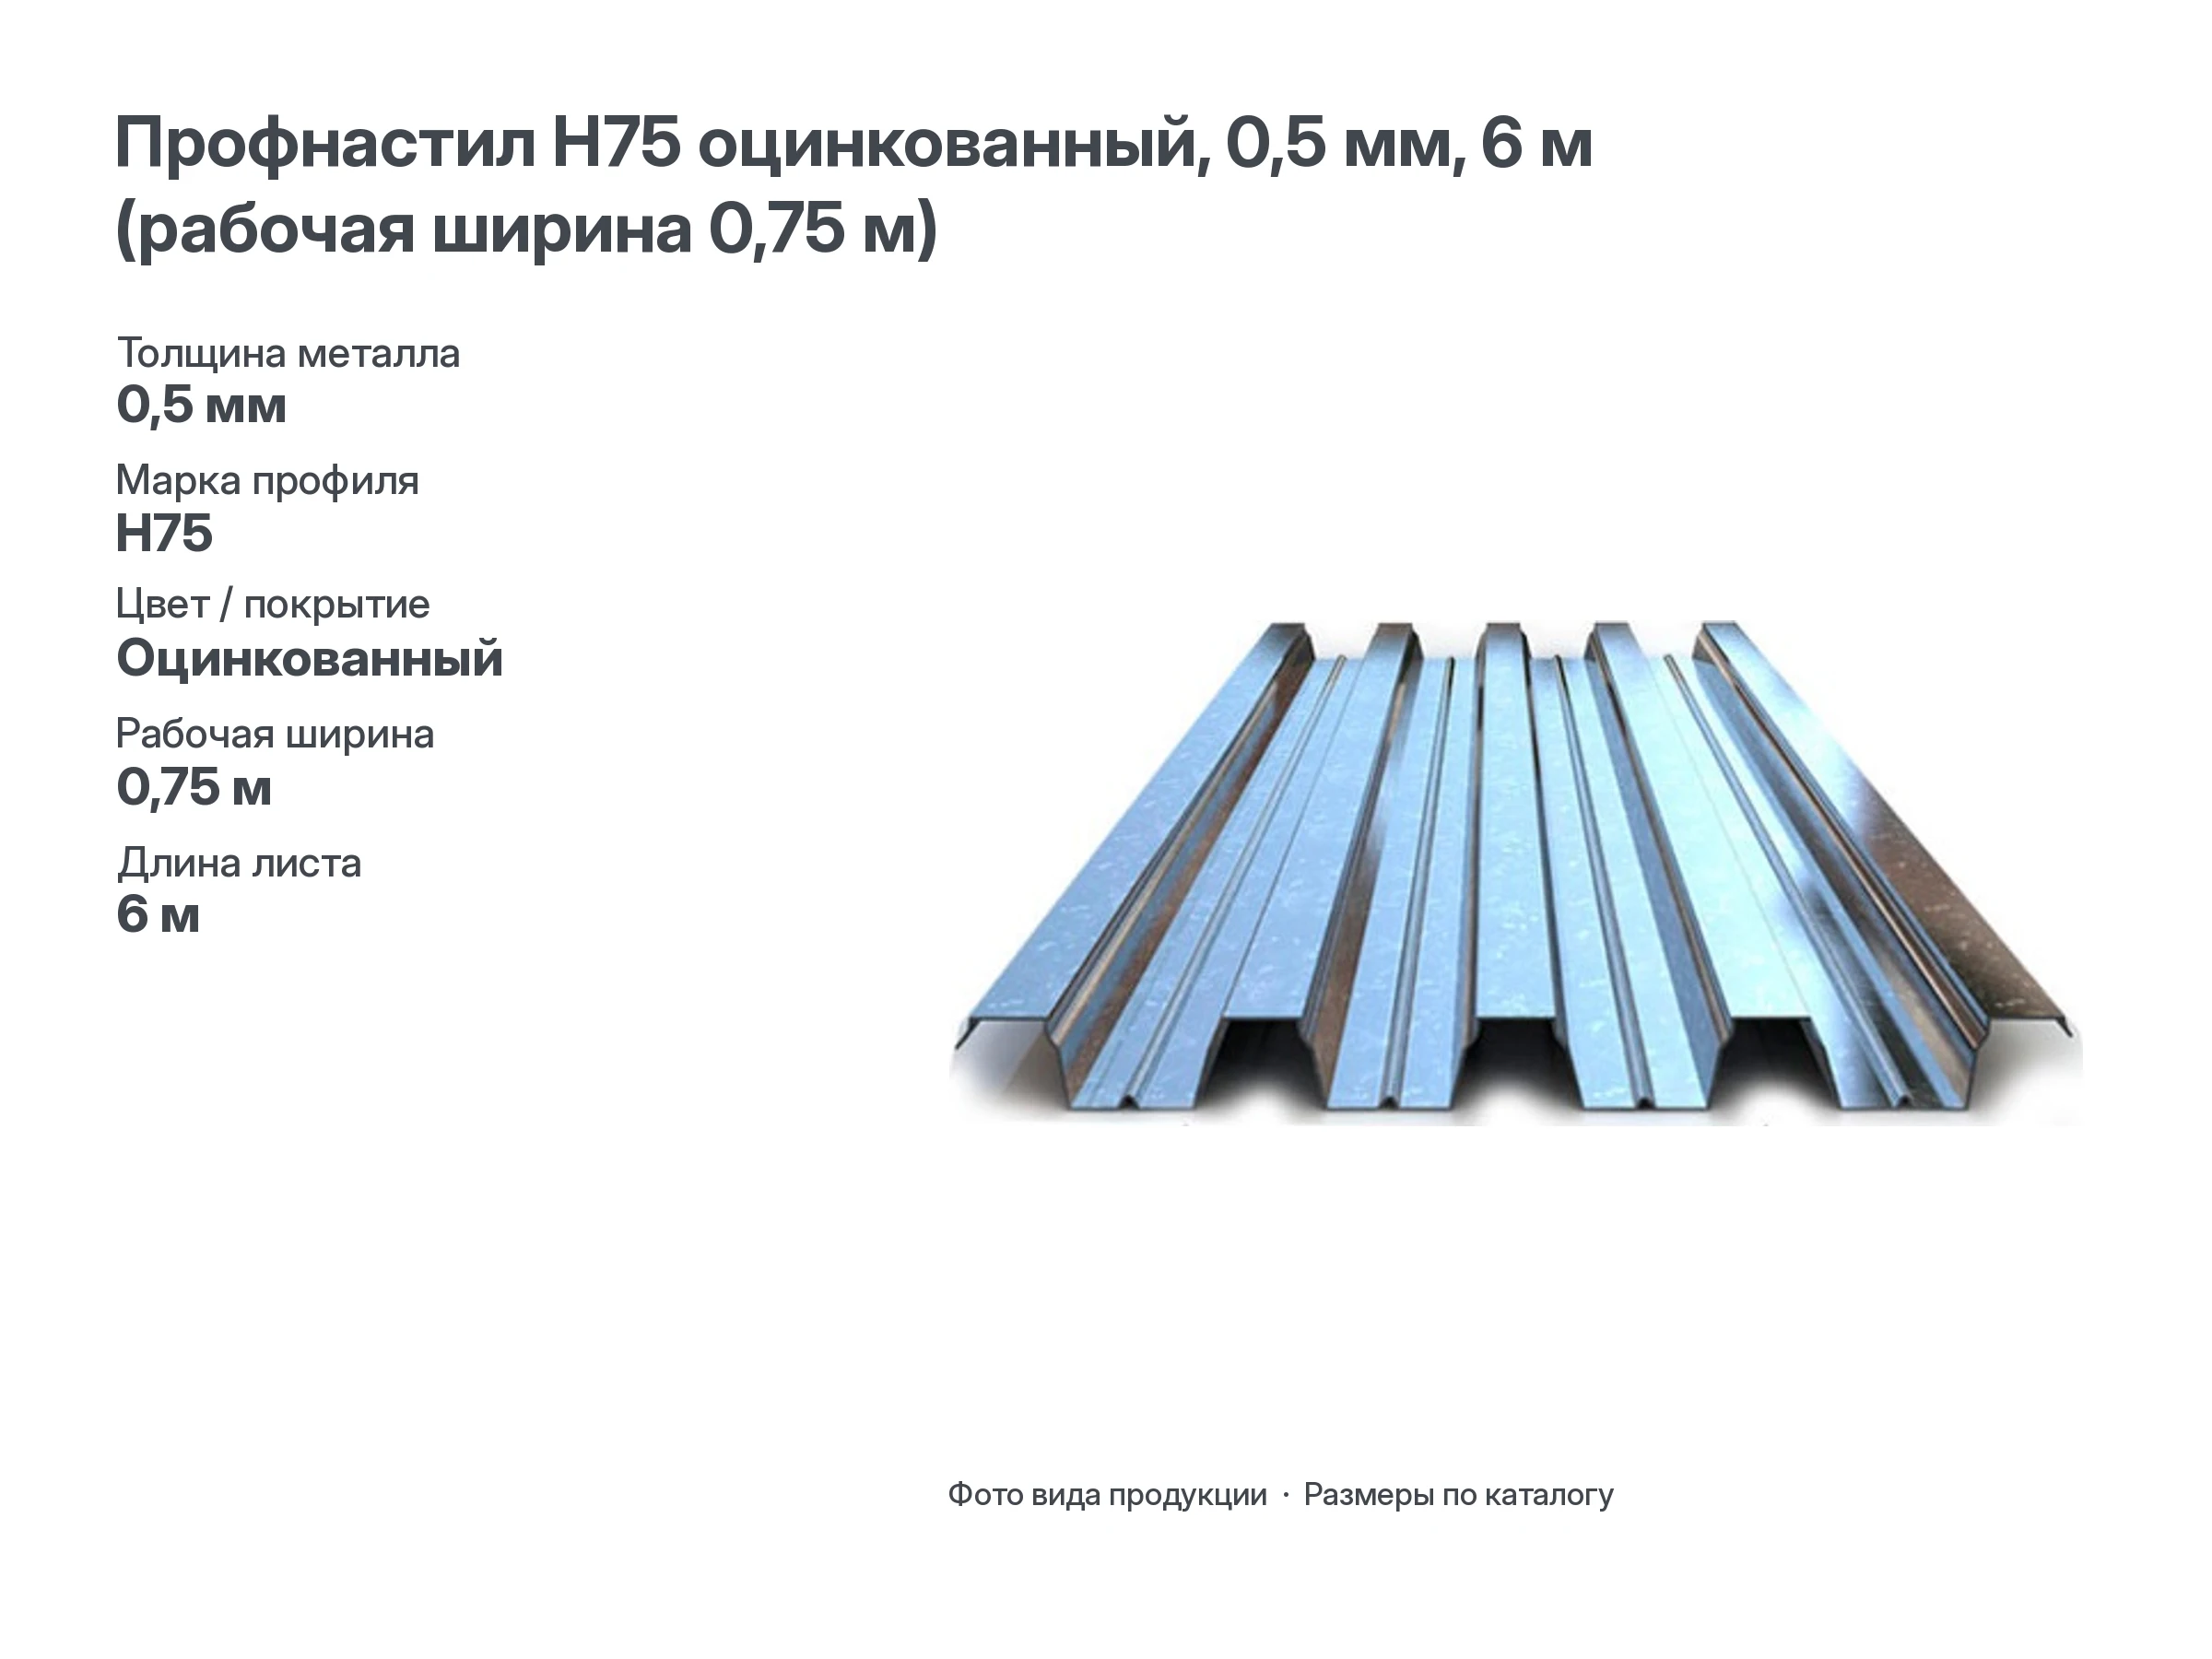 Профнастил Н75 оцинкованный, 0,5 мм, 6 м
(рабочая ширина 0,75 м)
Толщина металла
0,5 мм
Марка профиля
Н75
Цвет / покрытие
Оцинкованный
Рабочая ширина
0,75 м
Длина листа
6 м
Фото вида продукции · Размеры по каталогу